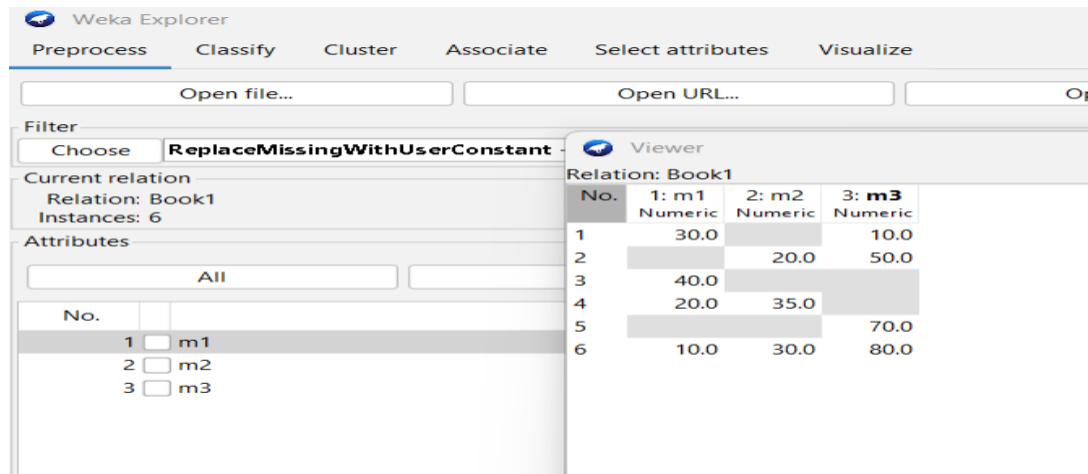 Weka Explorer
Preprocess Classify Cluster Associate Select attributes Visualize
Open file... Open URL... Op
Filter
Choose ReplaceMissingWithUserConstant -
Current relation
Relation: Book1
Instances: 6
Attributes
All
No.
1 m1
2 m2
3 m3
Viewer
Relation: Book1
No. 1: m1 2: m2 3: m3
Numeric Numeric Numeric
1 30.0 10.0
2 20.0 50.0
3 40.0
4 20.0 35.0
5 70.0
6 10.0 30.0 80.0